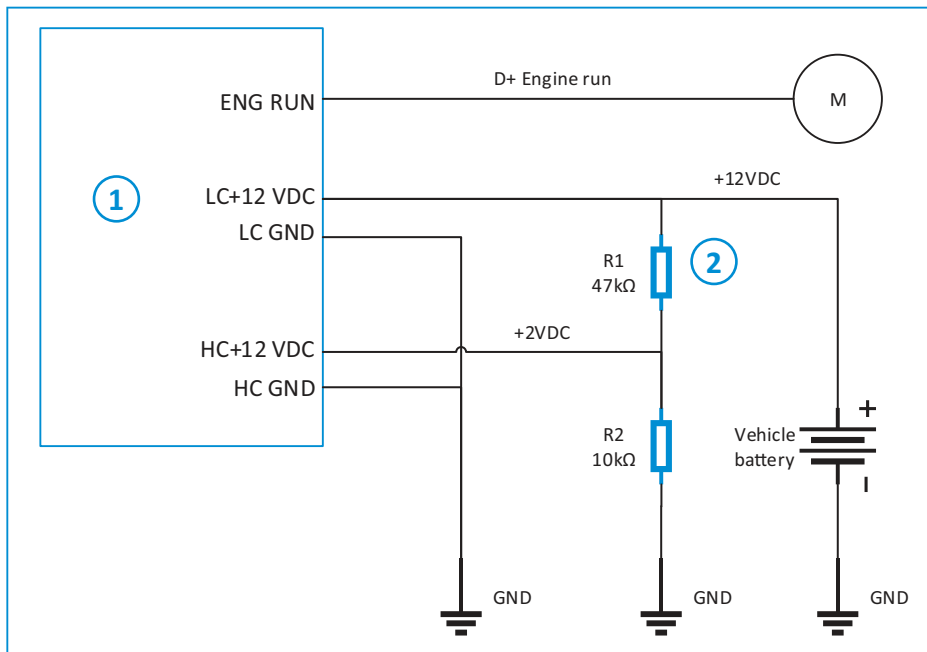 D+ Engine run
ENG RUN
M
1
LC+12 VDC
+12VDC
LC GND
R1
47kΩ
2
HC+12 VDC
+2VDC
HC GND
R2
10kΩ
Vehicle
battery
+
–
GND
GND
GND